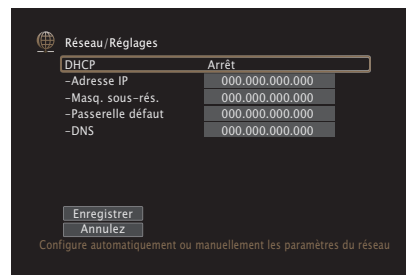 Réseau/Réglages
DHCP Arrêt
-Adresse IP 000.000.000.000
-Masq. sous-rés. 000.000.000.000
-Passerelle défaut 000.000.000.000
-DNS 000.000.000.000
Enregistrer
Annulez
Configure automatiquement ou manuellement les paramètres du réseau